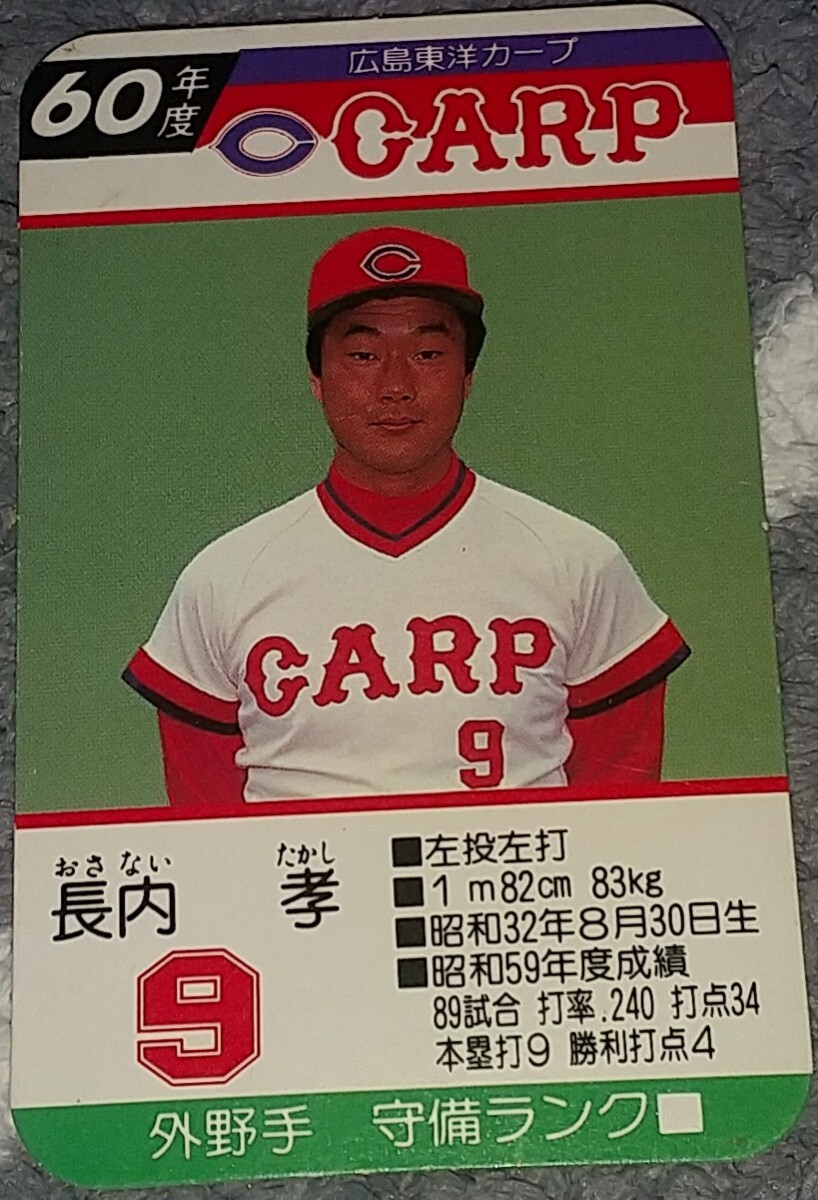 60年度
広島東洋カープ
C CARP
C
CARP
9
おさ ない たかし
長内 孝
9
■左投左打
■1m82cm 83kg
■昭和32年8月30日生
■昭和59年度成績
89試合 打率.240 打点34
本塁打9 勝利打点4
外野手 守備ランク□